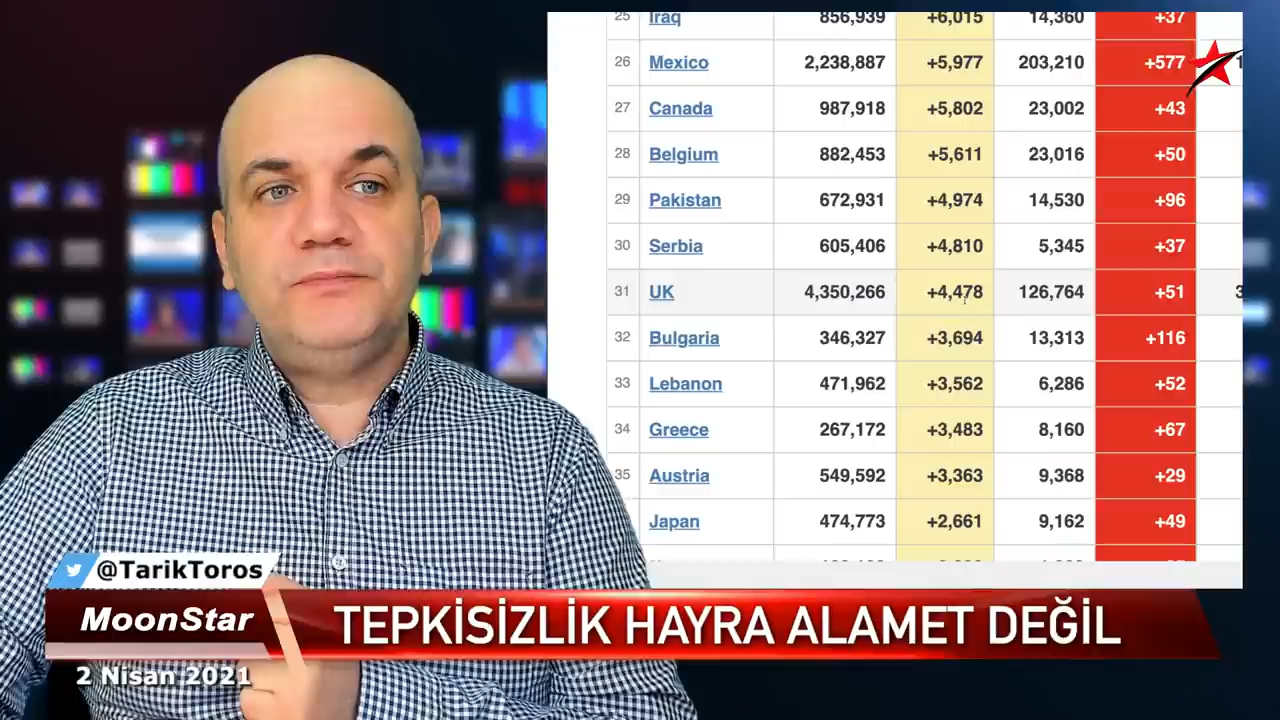 25 Iraq 856,939 +6,015 14,360 +37
26 Mexico 2,238,887 +5,977 203,210 +577 1
27 Canada 987,918 +5,802 23,002 +43
28 Belgium 882,453 +5,611 23,016 +50
29 Pakistan 672,931 +4,974 14,530 +96
30 Serbia 605,406 +4,810 5,345 +37
31 UK 4,350,266 +4,478 126,764 +51 3
32 Bulgaria 346,327 +3,694 13,313 +116
33 Lebanon 471,962 +3,562 6,286 +52
34 Greece 267,172 +3,483 8,160 +67
35 Austria 549,592 +3,363 9,368 +29
Japan 474,773 +2,661 9,162 +49
@TarikToros
MoonStar
TEPKİSİZLİK HAYRA ALAMET DEĞİL
2 Nisan 2021